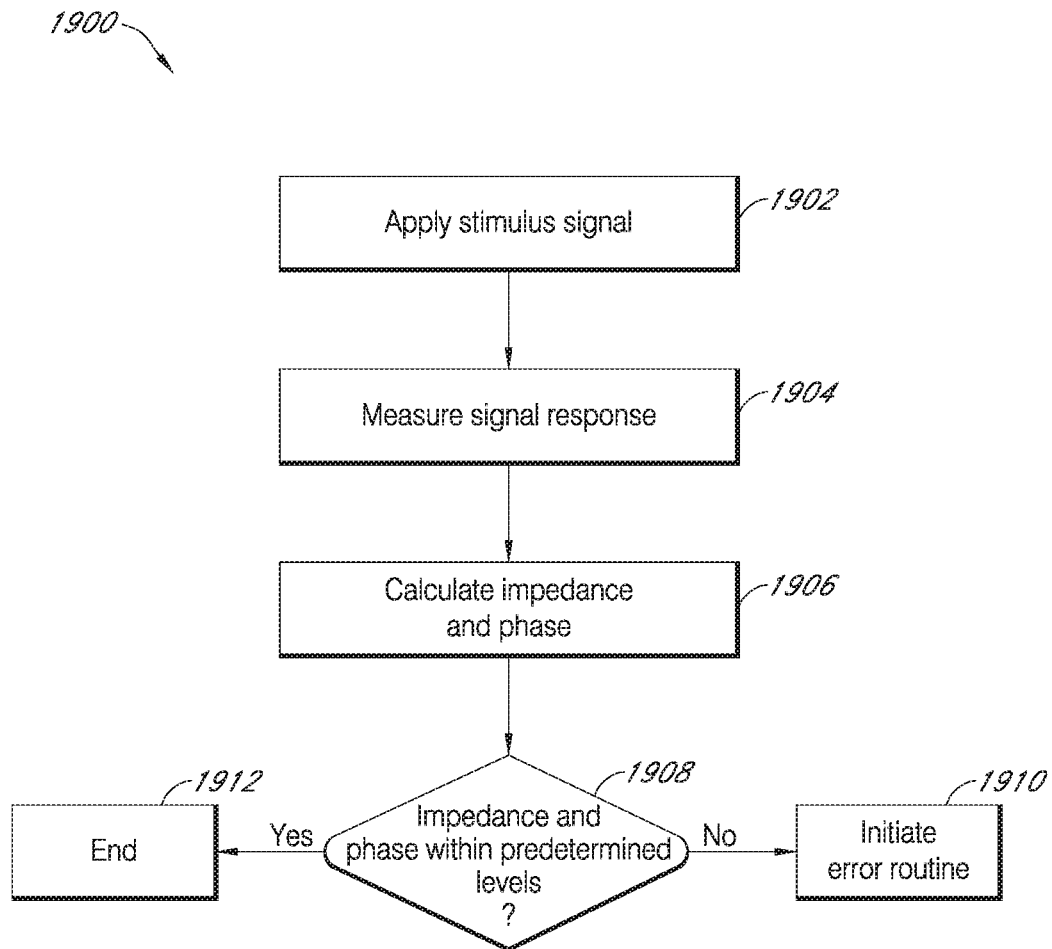 1900
Apply stimulus signal
1902
Measure signal response
1904
Calculate impedance
and phase
1906
1912
1908
1910
End
Yes
Impedance and
phase within predetermined
levels
?
No
Initiate
error routine